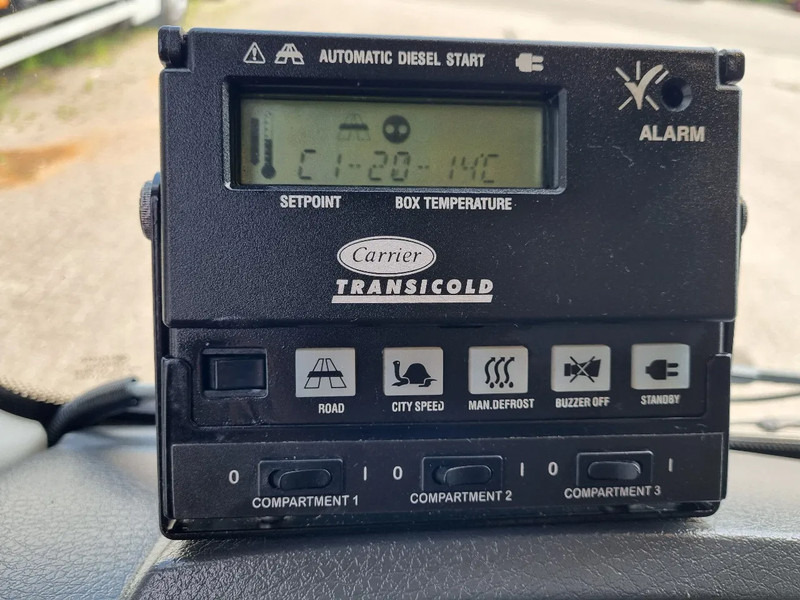 AUTOMATIC DIESEL START
ALARM
C1-20-14C
SETPOINT BOX TEMPERATURE
Carrier
TRANSICOLD
ROAD CITY SPEED MAN.DEFROST BUZZER OFF STANDBY
0 I 0 I 0 I
COMPARTMENT 1 COMPARTMENT 2 COMPARTMENT 3